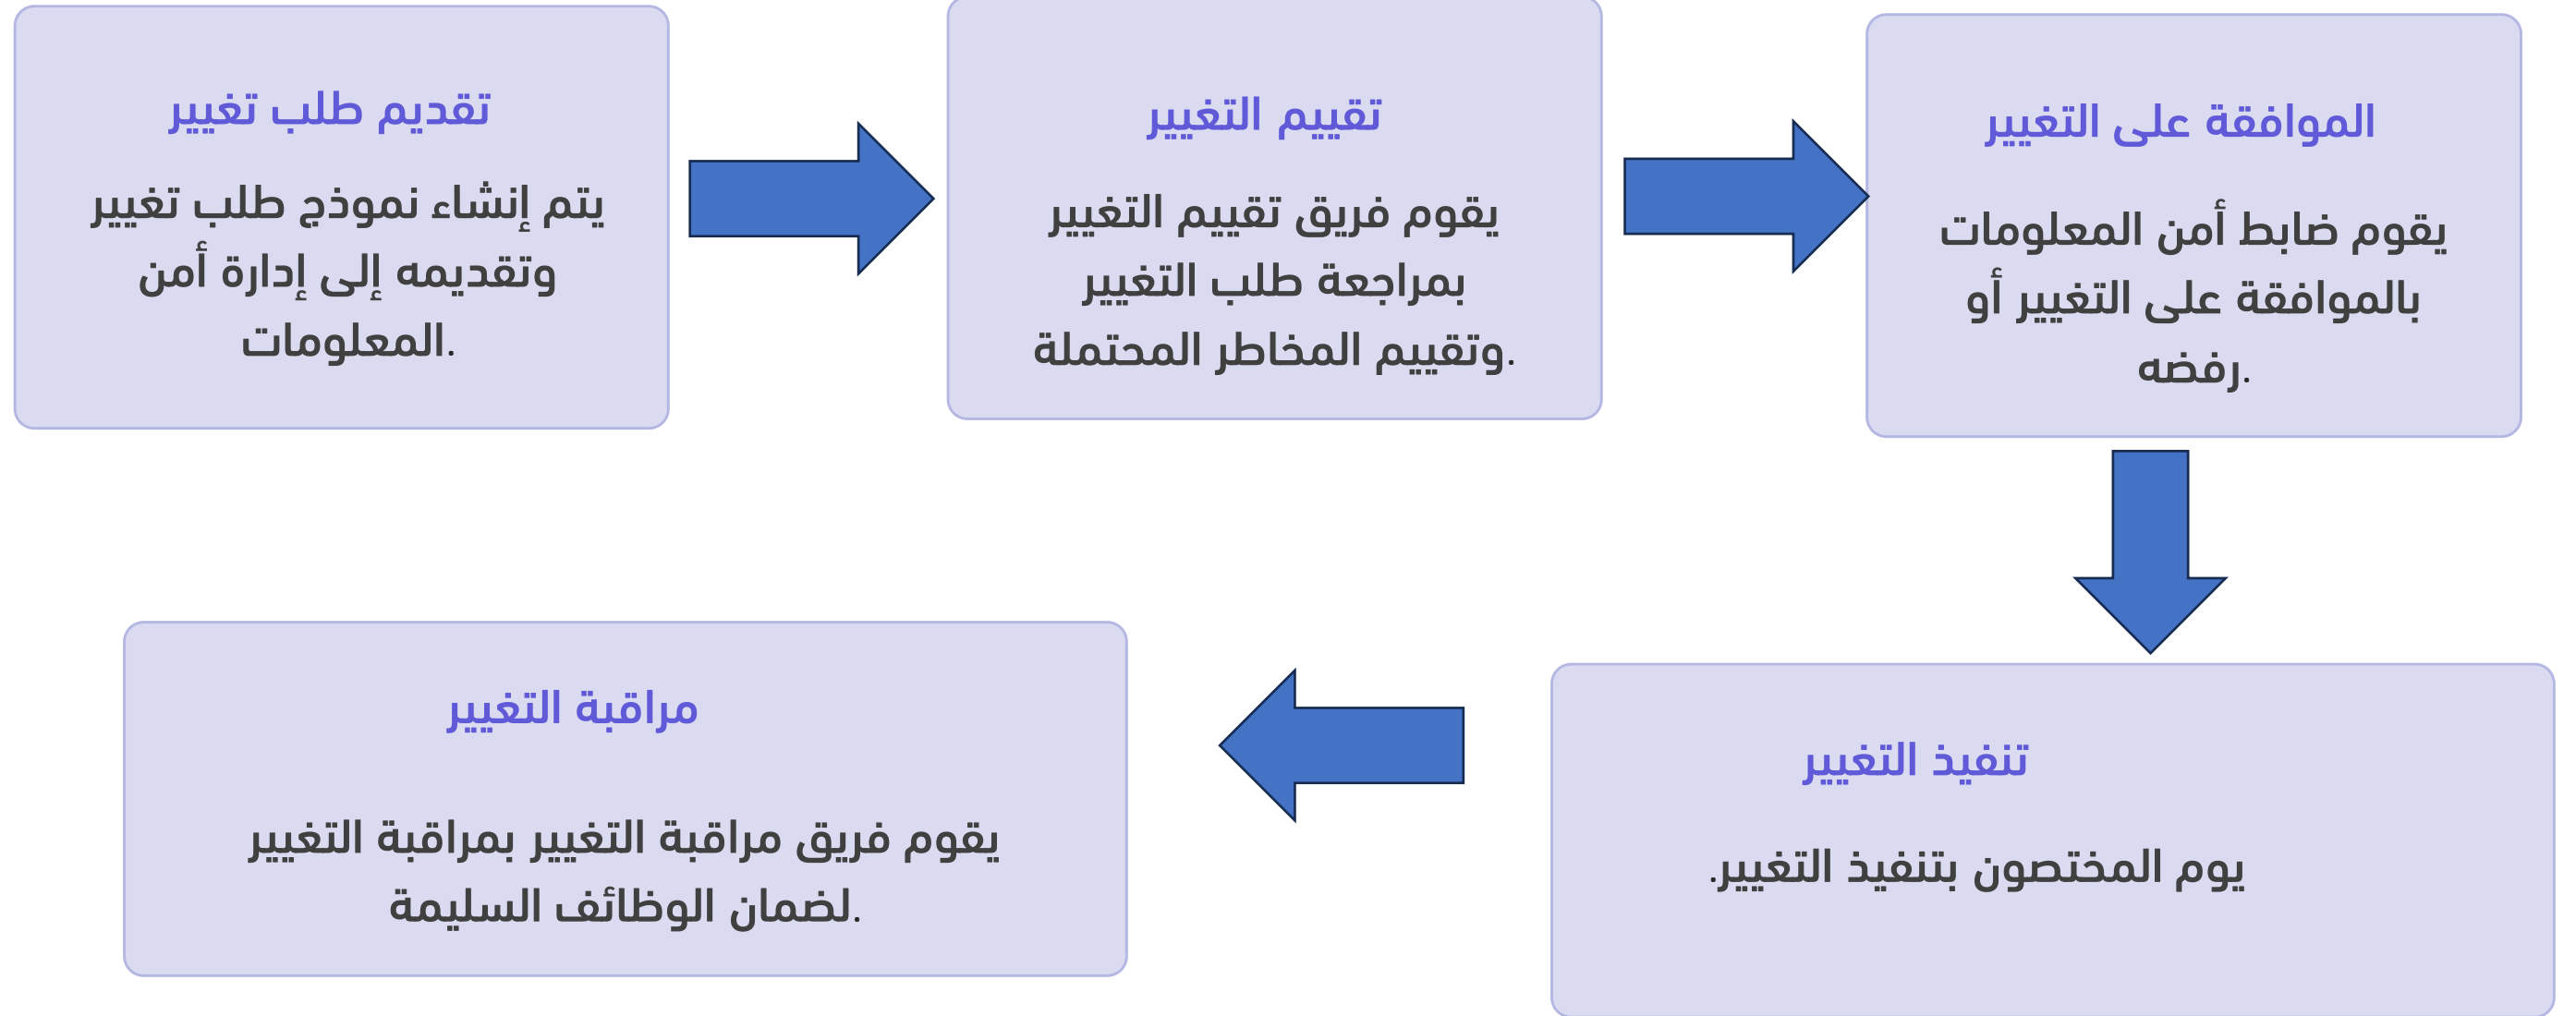 تقديم طلب تغيير
يتم إنشاء نموذج طلب تغيير
وتقديمه إلى إدارة أمن
المعلومات.
تقييم التغيير
يقوم فريق تقييم التغيير
بمراجعة طلب التغيير
وتقييم المخاطر المحتملة.
الموافقة على التغيير
يقوم ضابط أمن المعلومات
بالموافقة على التغيير أو
رفضه.
تنفيذ التغيير
يوم المختصون بتنفيذ التغيير.
مراقبة التغيير
يقوم فريق مراقبة التغيير بمراقبة التغيير
لضمان الوظائف السليمة.